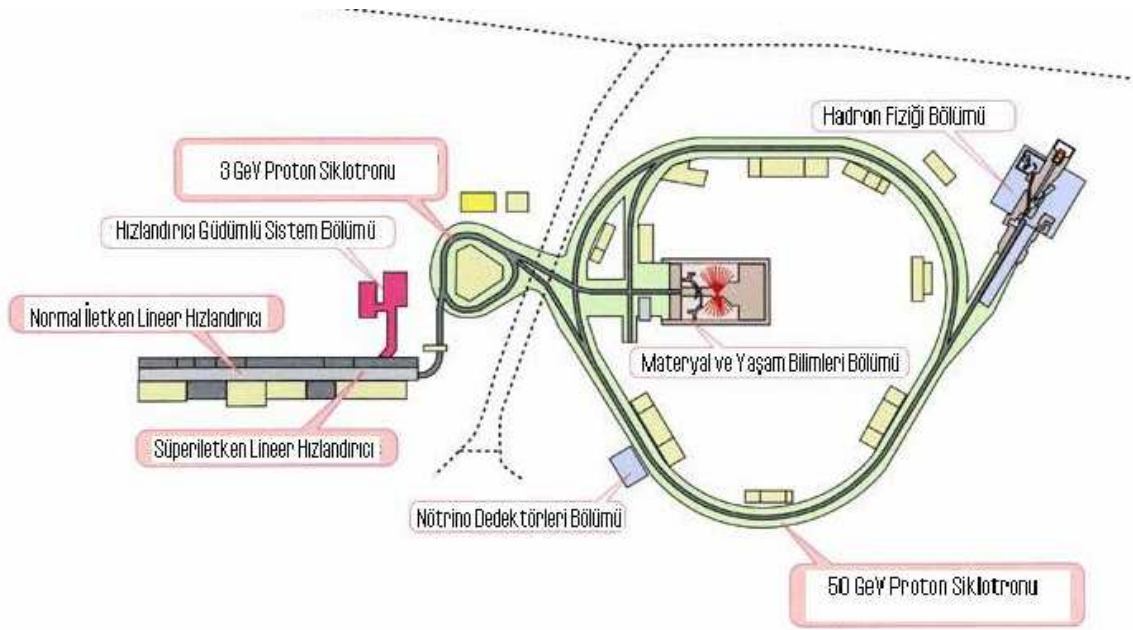 Hadron Fiziği Bölümü
3 GeV Proton Siklotronu
Hızlandırıcı Güdümlü Sistem Bölümü
Normal İletken Lineer Hızlandırıcı
Materyal ve Yaşam Bilimleri Bölümü
Süperiletken Lineer Hızlandırıcı
Nötrino Dedektörleri Bölümü
50 GeV Proton Siklotronu